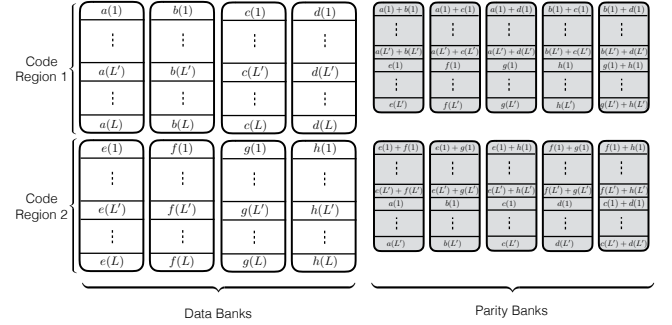 a(1) b(1) c(1) d(1)
a(L′) b(L′) c(L′) d(L′)
a(L) b(L) c(L) d(L)
Code
Region 1
a(1) + b(1) a(1) + c(1) a(1) + d(1) b(1) + c(1) b(1) + d(1)
a(L′) + b(L′) a(L′) + c(L′) a(L′) + d(L′) b(L′) + c(L′) b(L′) + d(L′)
e(1) f(1) g(1) h(1) g(1) + h(1)
e(L′) f(L′) g(L′) h(L′) g(L′) + h(L′)
e(1) f(1) g(1) h(1)
e(L′) f(L′) g(L′) h(L′)
e(L) f(L) g(L) h(L)
Code
Region 2
e(1) + f(1) e(1) + g(1) e(1) + h(1) f(1) + g(1) f(1) + h(1)
e(L′) + f(L′) e(L′) + g(L′) e(L′) + h(L′) f(L′) + g(L′) f(L′) + h(L′)
a(1) b(1) c(1) d(1) c(1) + d(1)
a(L′) b(L′) c(L′) d(L′) c(L′) + d(L′)
Data Banks
Parity Banks